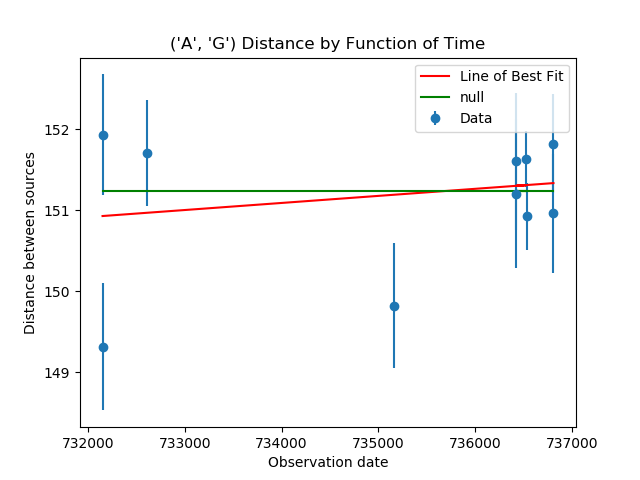 ('A', 'G') Distance by Function of Time
Line of Best Fit
null
Data
Distance between sources
152
151
150
149
732000 733000 734000 735000 736000 737000
Observation date